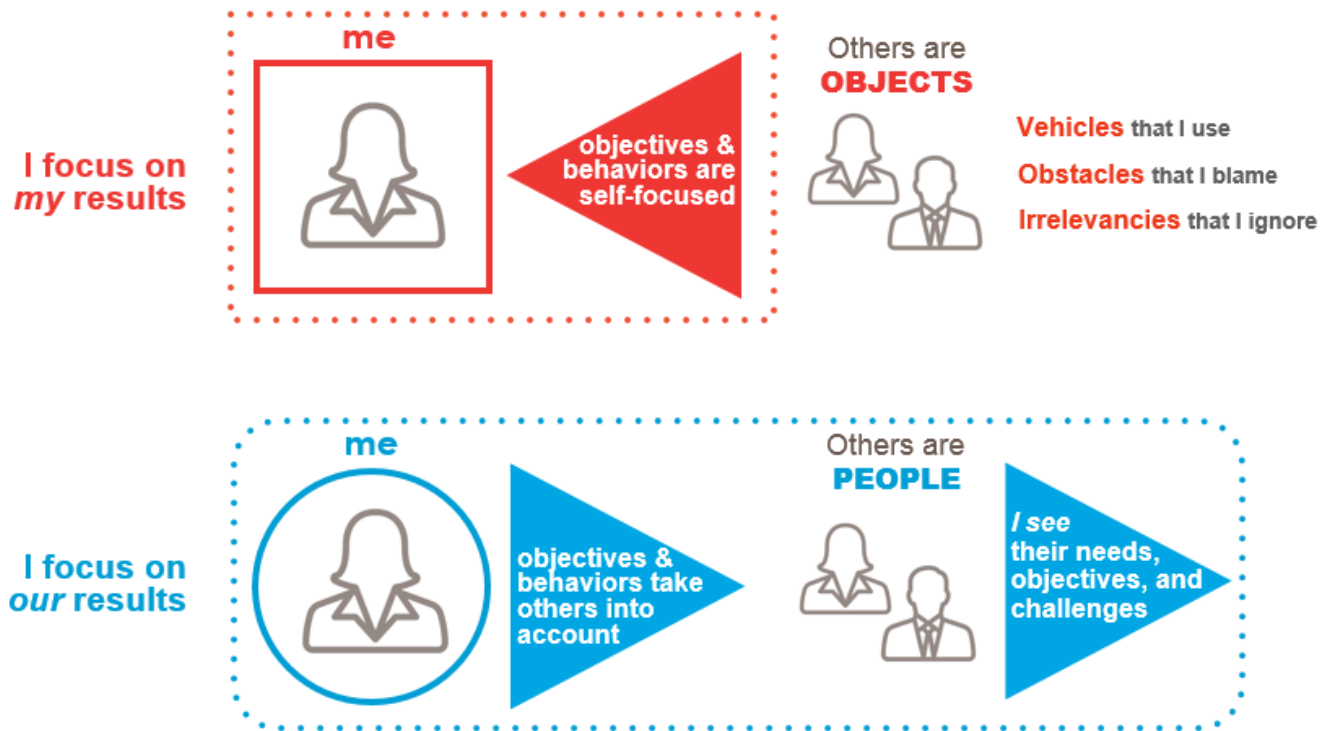 me
I focus on
my results
objectives &
behaviors are
self-focused
Others are
OBJECTS
Vehicles that I use
Obstacles that I blame
Irrelevancies that I ignore
me
I focus on
our results
objectives &
behaviors take
others into
account
Others are
PEOPLE
I see
their needs,
objectives, and
challenges